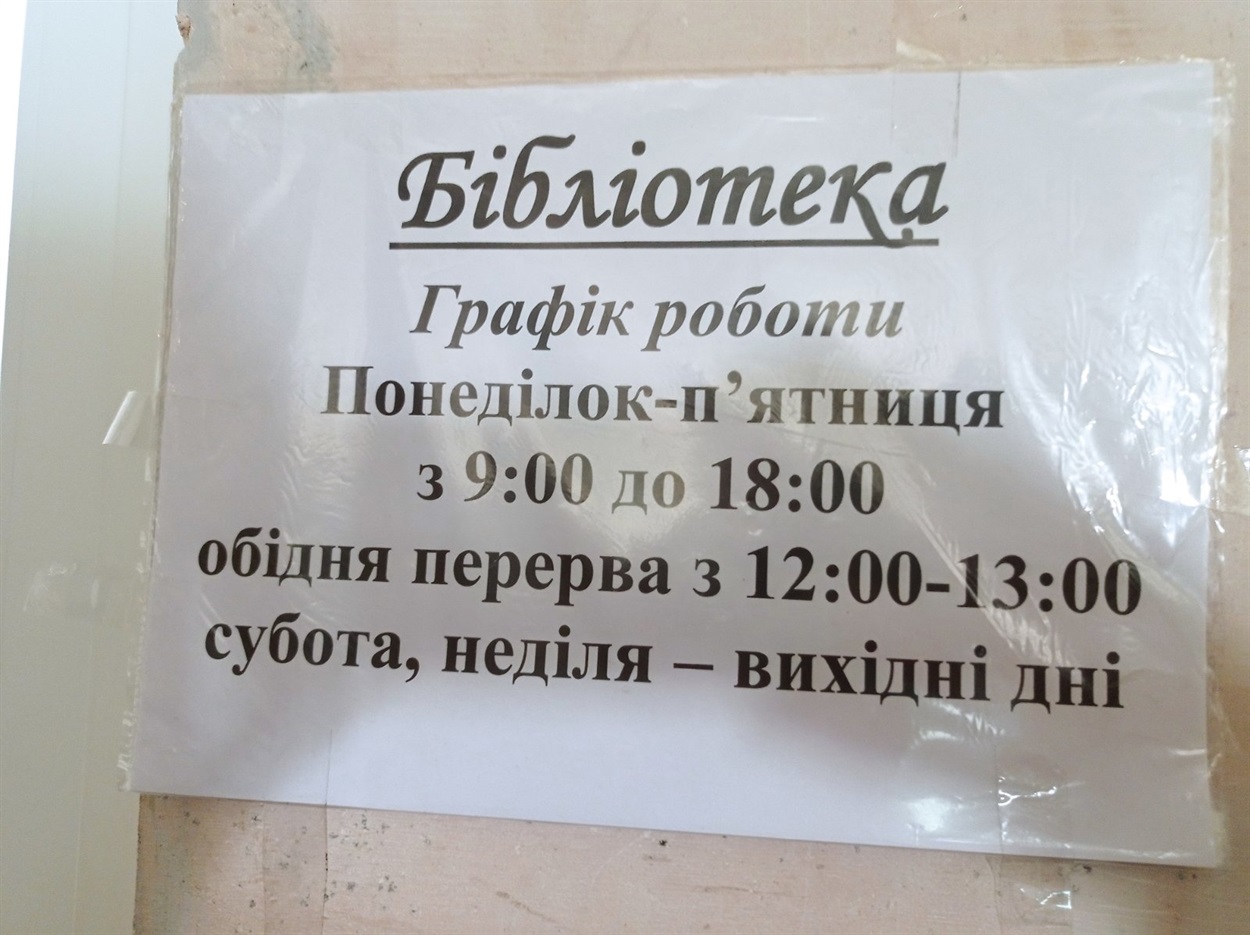 Бібліотека
Графік роботи
Понеділок-п’ятниця
з 9:00 до 18:00
обідня перерва з 12:00-13:00
субота, неділя – вихідні дні